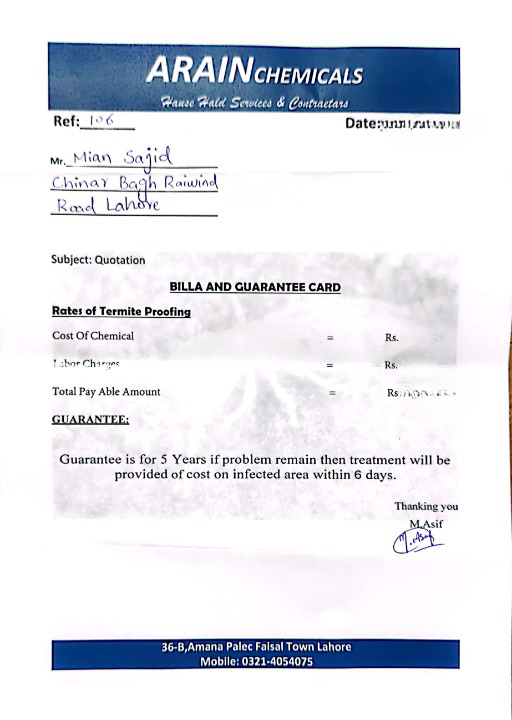 ARAIN CHEMICALS
Hause Hald Services & Contractars
Ref: 106
Date:
Mr. Mian Sajid
Chinar Bagh Raiwind
Road Lahore
Subject: Quotation
BILLA AND GUARANTEE CARD
Rates of Termite Proofing
Cost Of Chemical = Rs.
Labor Charges = Rs.
Total Pay Able Amount = Rs
GUARANTEE:
Guarantee is for 5 Years if problem remain then treatment will be
provided of cost on infected area within 6 days.
Thanking you
M.Asif
M.Asif
36-B,Amana Palec Faisal Town Lahore
Mobile: 0321-4054075